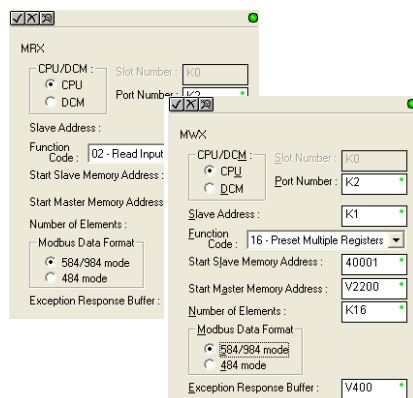 MRX
CPU/DCM :
Slot Number : K0
CPU
Port Number : K2
DCM
Slave Address :
Function Code : 02 - Read Input
Start Slave Memory Address :
Start Master Memory Address
Number of Elements :
Modbus Data Format
584/984 mode
484 mode
Exception Response Buffer :
MWX
CPU/DCM :
Slot Number : K0
CPU
Port Number : K2
DCM
Slave Address : K1
Function Code : 16 - Preset Multiple Registers
Start Slave Memory Address : 40001
Start Master Memory Address : V2200
Number of Elements : K16
Modbus Data Format
584/984 mode
484 mode
Exception Response Buffer : V400